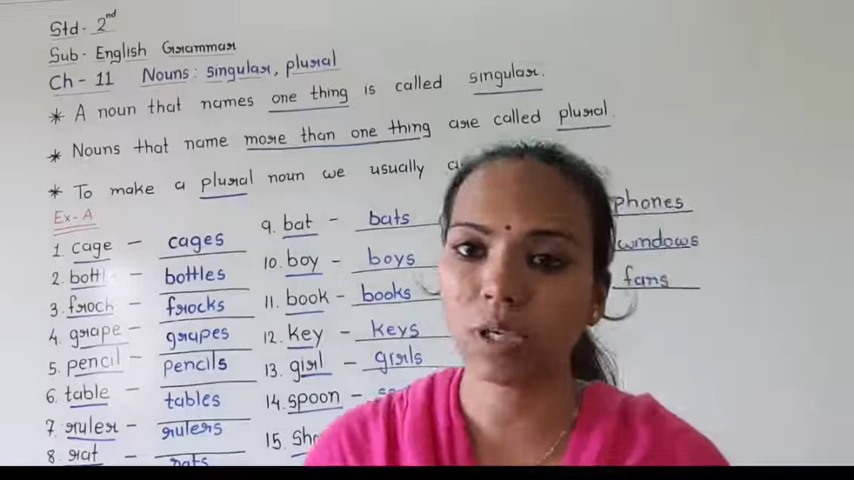 Std - 2nd
Sub - English Grammar
Ch - 11 Nouns : singular, plural
* A noun that names one thing is called singular.
* Nouns that name more than one thing are called plural.
* To make a plural noun we usually
Ex - A
1. cage - cages
2. bottle - bottles
3. frock - frocks
4. grape - grapes
5. pencil - pencils
6. table - tables
7. ruler - rulers
8. rat - rats
9. bat - bats
10. boy - boys
11. book - books
12. key - keys
13. girl - girls
14. spoon -
15.
phones
windows
fans